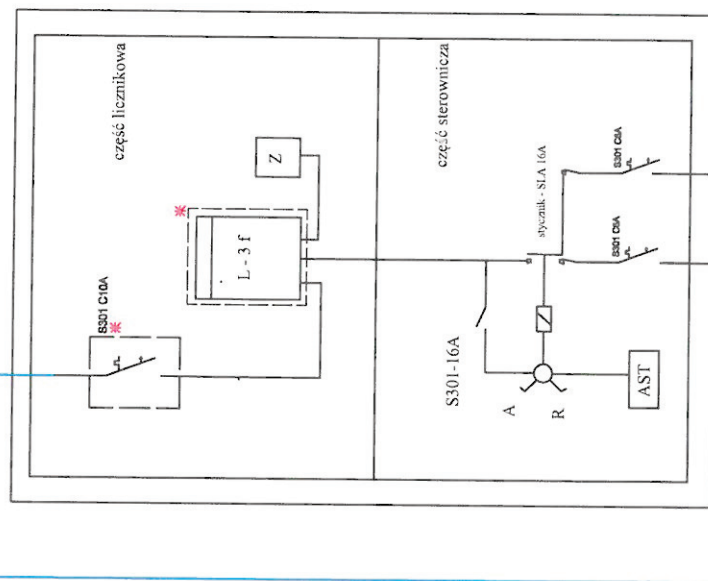 część licznikowa
S301 C10A
L - 3 f
Z
część sterownicza
stycznik - SLA 16A
S301 C6A
S301 C6A
S301-16A
A
R
AST